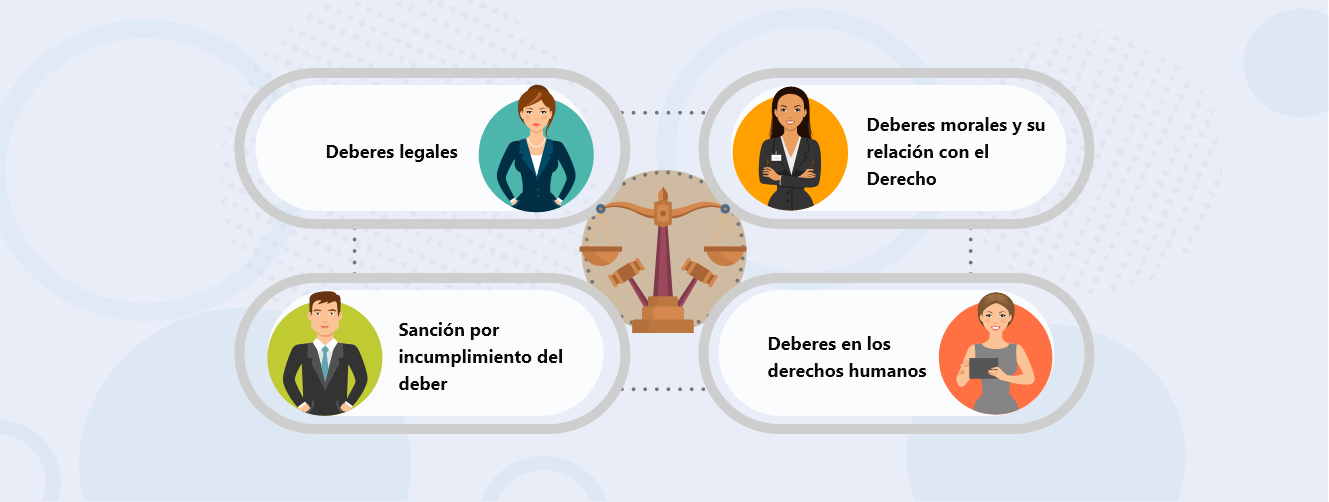 Deberes legales
Deberes morales y su
relación con el
Derecho
Sanción por
incumplimiento del
deber
Deberes en los
derechos humanos